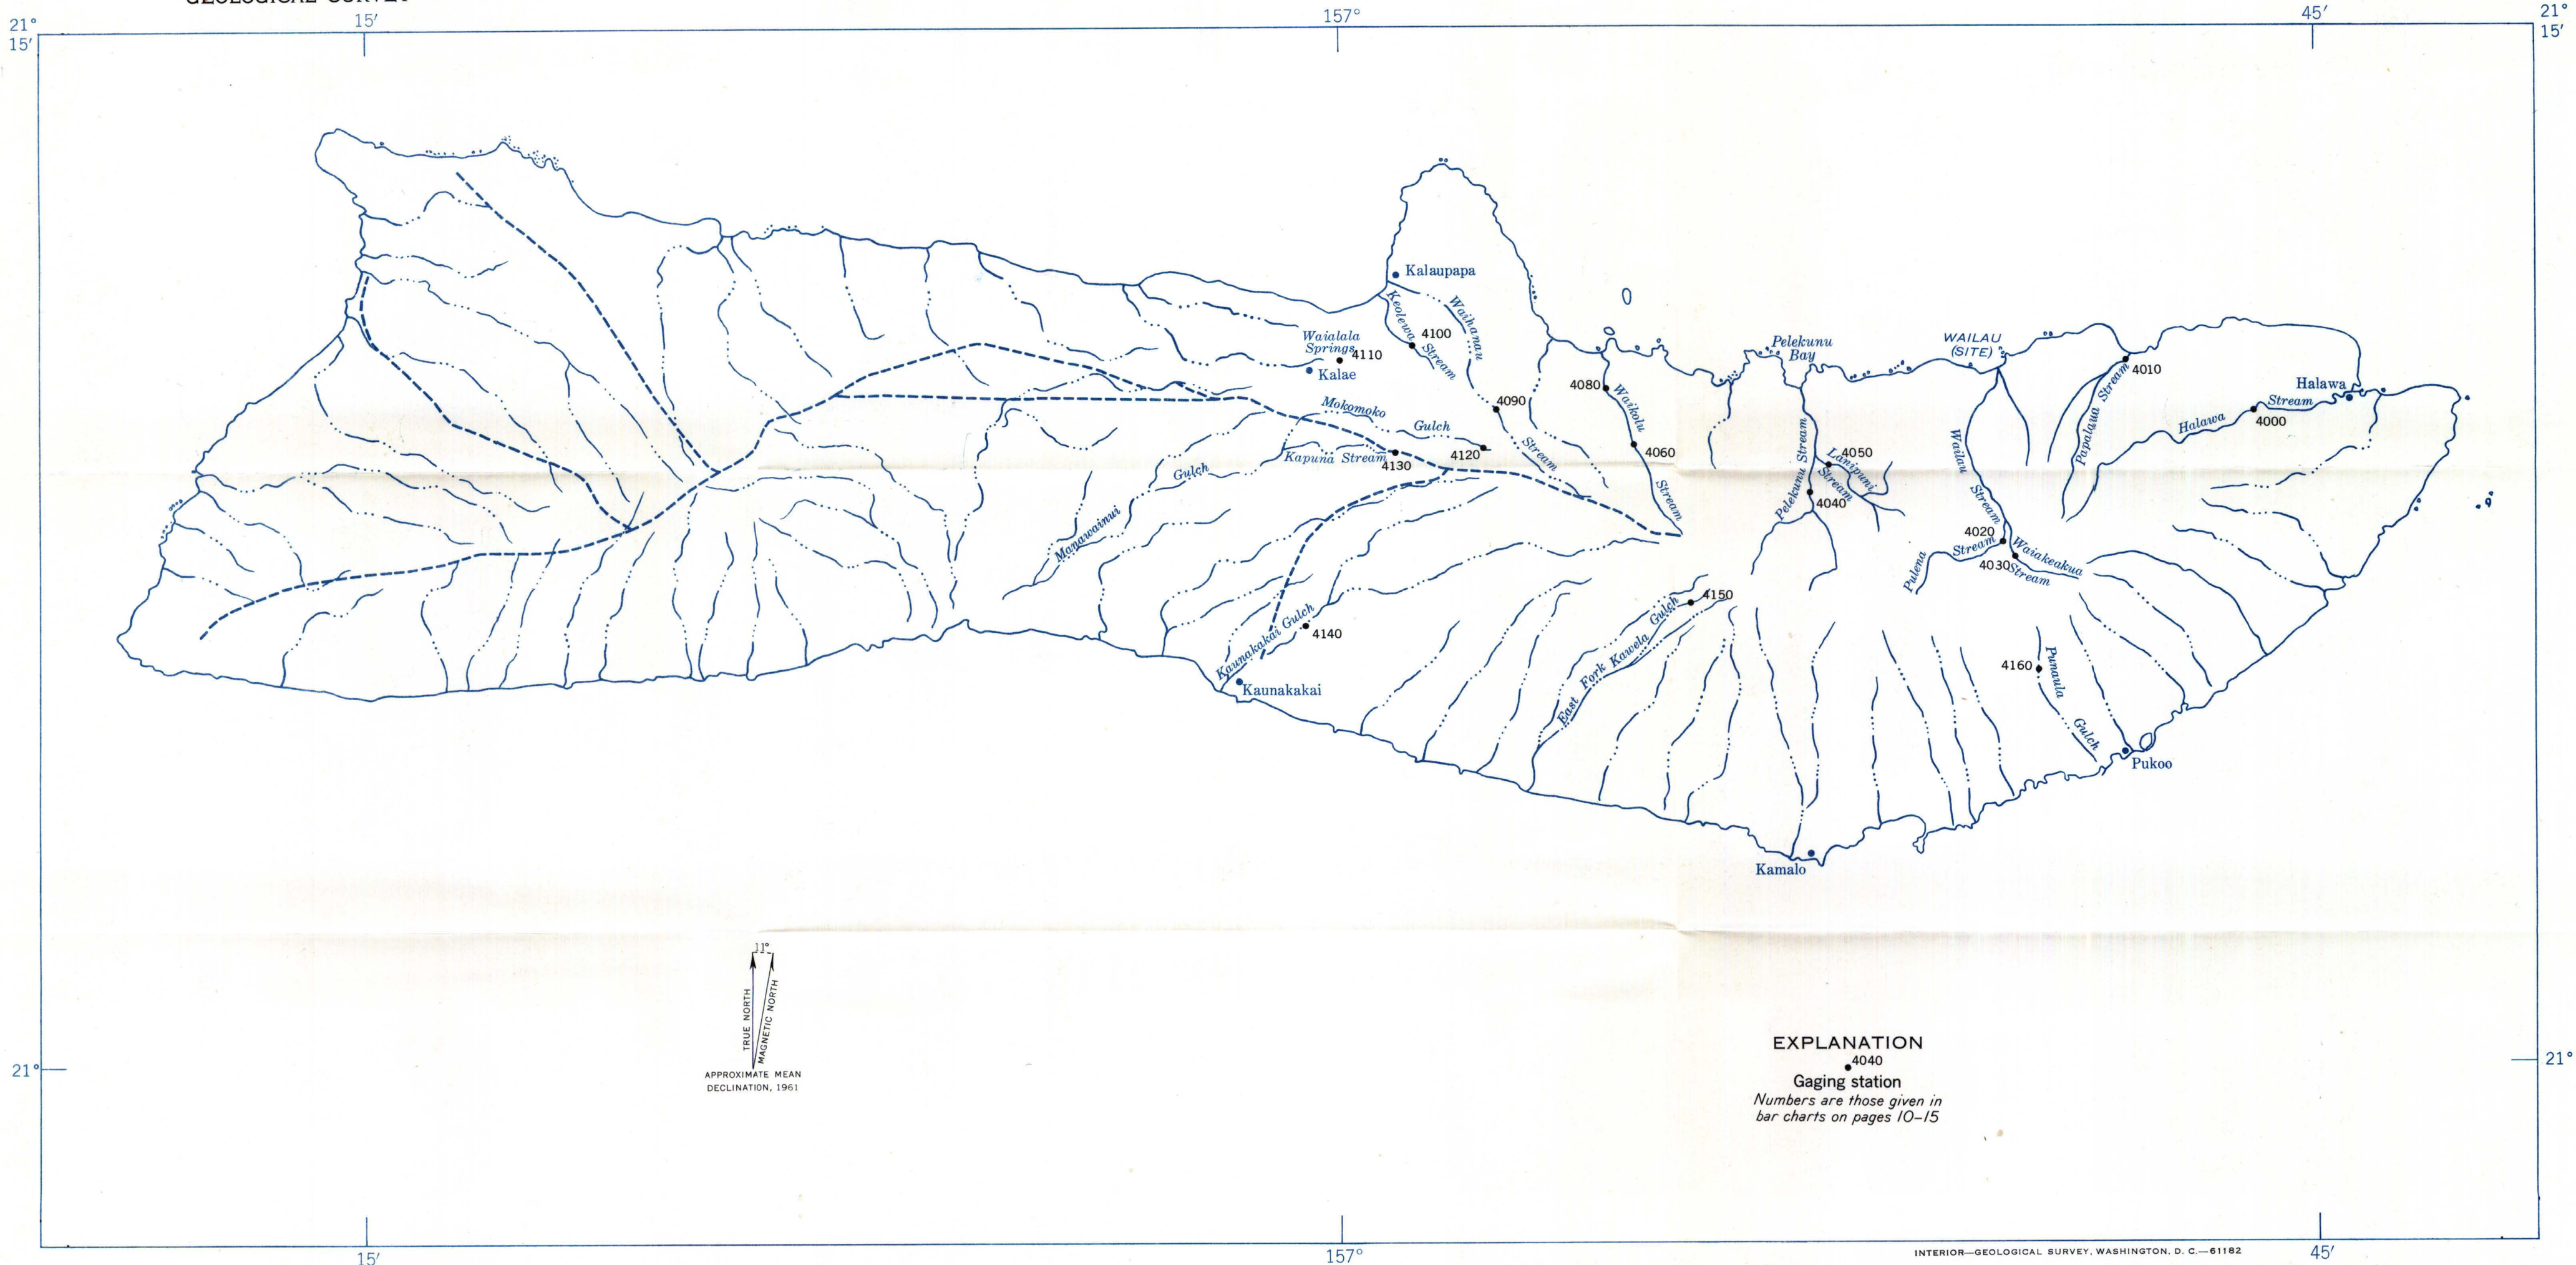 GEOLOGICAL SURVEY
21°
15′
15′
157°
45′
21°
15′
Kalaupapa
Keolewa
Stream
4100
Waihanau
Stream
4090
Waialala
Springs
4110
Kalae
4080
Waikolu
Stream
4060
Pelekunu
Bay
WAILAU
(SITE)
4010
Papalaua Stream
Halawa
Halawa
Stream
4000
Mokomoko
Gulch
4120
Kapuna Stream
4130
Manawainui
Gulch
Pelekunu Stream
4050
Lanipuni
Stream
4040
Wailau
Stream
4020
Pulena
Stream
4030
Waiakeakua
Stream
4150
East Fork Kawela Gulch
Kaunakakai Gulch
4140
Kaunakakai
4160
Punaula
Gulch
Pukoo
Kamalo
11°
TRUE NORTH
MAGNETIC NORTH
APPROXIMATE MEAN
DECLINATION, 1961
21°
21°
EXPLANATION
4040
Gaging station
Numbers are those given in
bar charts on pages 10–15
15′
157°
45′
INTERIOR—GEOLOGICAL SURVEY, WASHINGTON, D. C.—61182